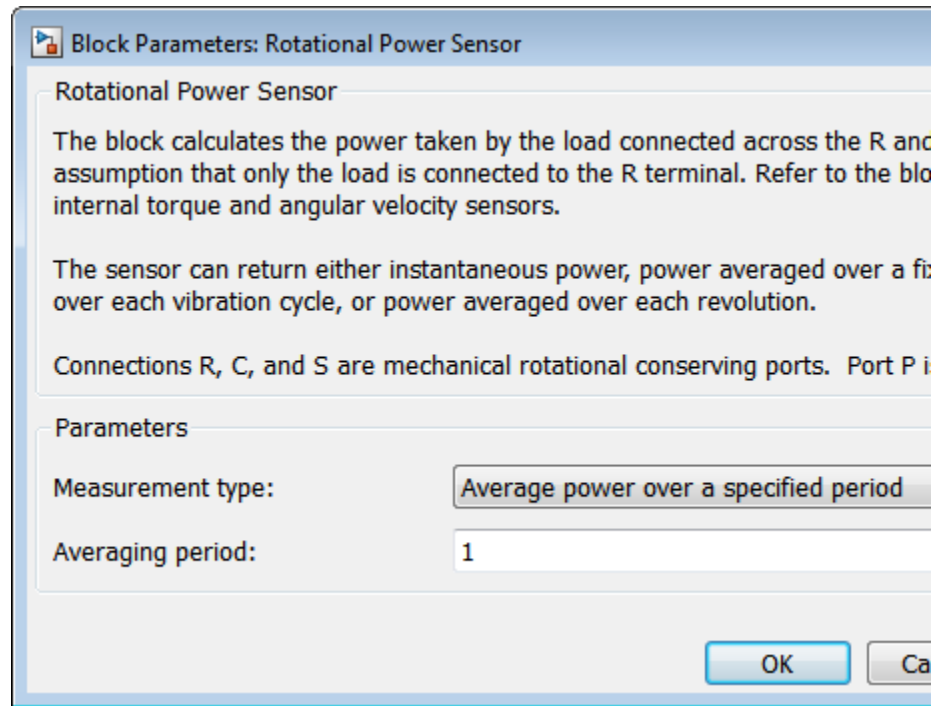 Block Parameters: Rotational Power Sensor
Rotational Power Sensor
The block calculates the power taken by the load connected across the R and
assumption that only the load is connected to the R terminal. Refer to the blo
internal torque and angular velocity sensors.
The sensor can return either instantaneous power, power averaged over a fi
over each vibration cycle, or power averaged over each revolution.
Connections R, C, and S are mechanical rotational conserving ports.  Port P i
Parameters
Measurement type: Average power over a specified period
Averaging period: 1
OK Ca